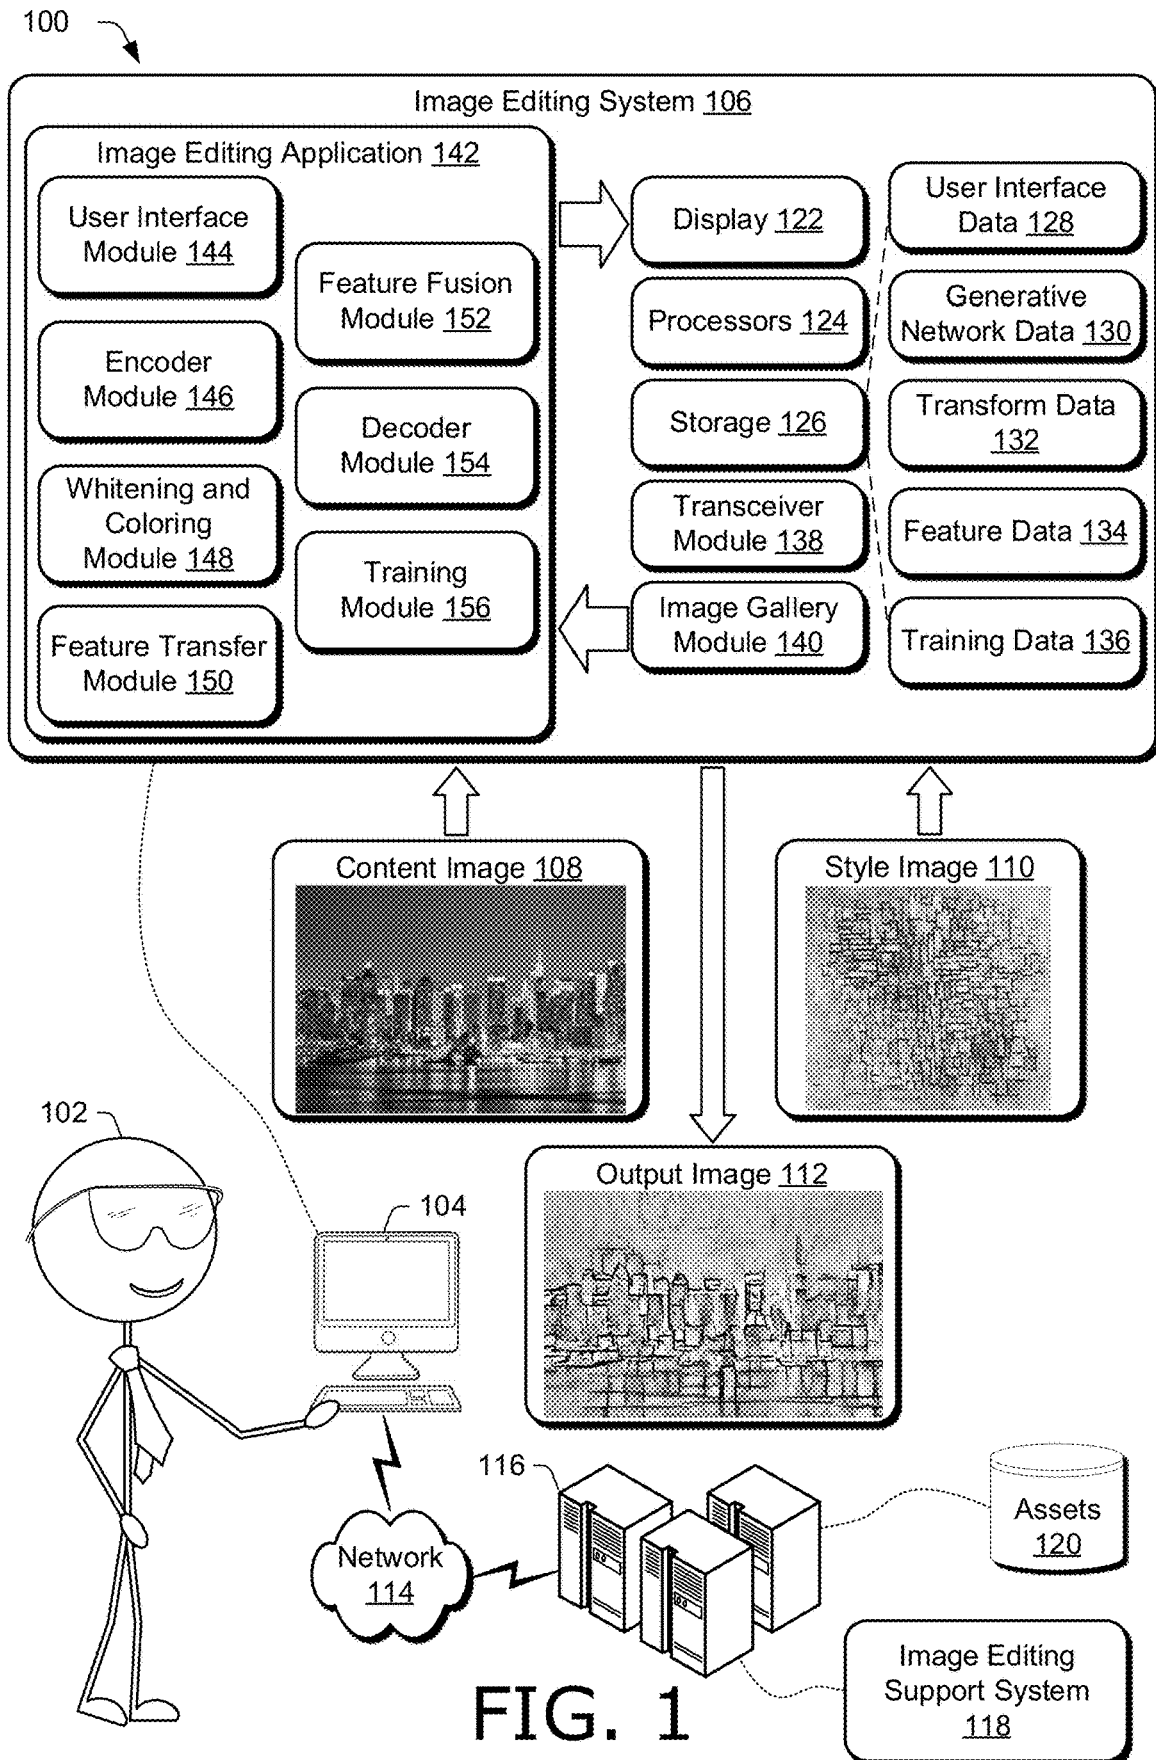 100
Image Editing System 106
Image Editing Application 142
User Interface
Module 144
Encoder
Module 146
Whitening and
Coloring
Module 148
Feature Transfer
Module 150
Feature Fusion
Module 152
Decoder
Module 154
Training
Module 156
Display 122
Processors 124
Storage 126
Transceiver
Module 138
Image Gallery
Module 140
User Interface
Data 128
Generative
Network Data 130
Transform Data
132
Feature Data 134
Training Data 136
Content Image 108
Style Image 110
Output Image 112
102
104
116
Network
114
Assets
120
Image Editing
Support System
118
FIG. 1